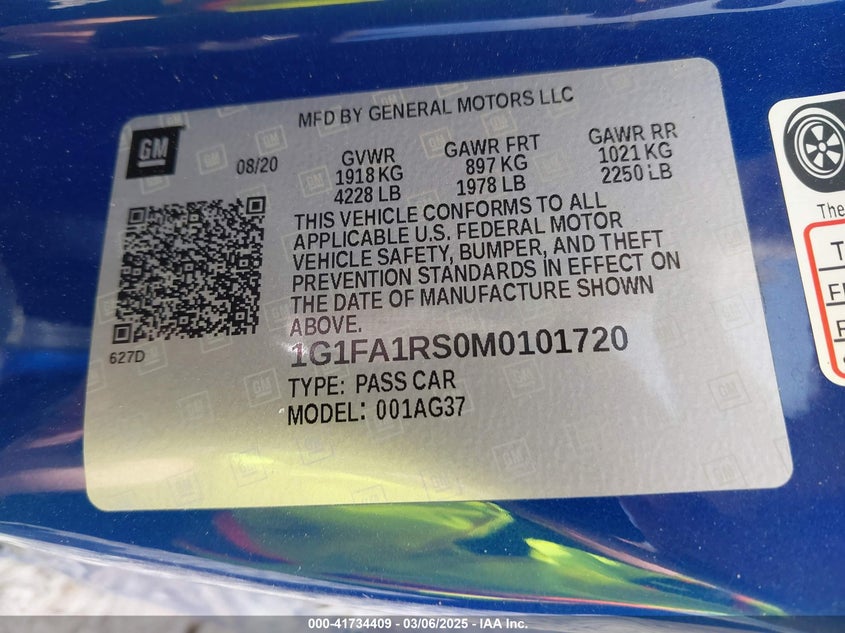 MFD BY GENERAL MOTORS LLC
GM
08/20
GVWR
1918 KG
4228 LB
GAWR FRT
897 KG
1978 LB
GAWR RR
1021 KG
2250 LB
THIS VEHICLE CONFORMS TO ALL
APPLICABLE U.S. FEDERAL MOTOR
VEHICLE SAFETY, BUMPER, AND THEFT
PREVENTION STANDARDS IN EFFECT ON
THE DATE OF MANUFACTURE SHOWN
ABOVE.
627D
1G1FA1RS0M0101720
TYPE: PASS CAR
MODEL: 001AG37
The
000-41734409 - 03/06/2025 - IAA Inc.